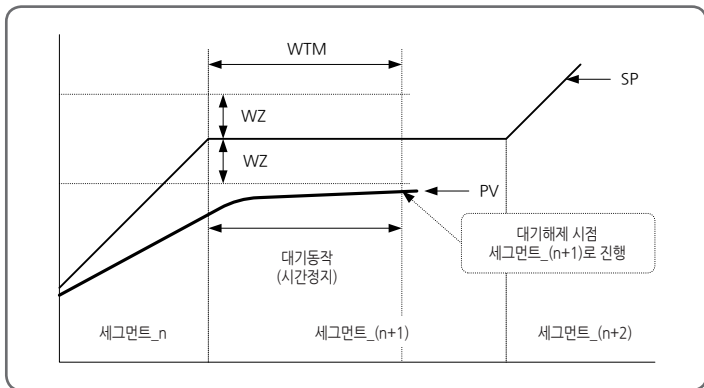 WTM
SP
WZ
WZ
PV
대기해제 시점
세그먼트_(n+1)로 진행
대기동작
(시간정지)
세그먼트_n
세그먼트_(n+1)
세그먼트_(n+2)